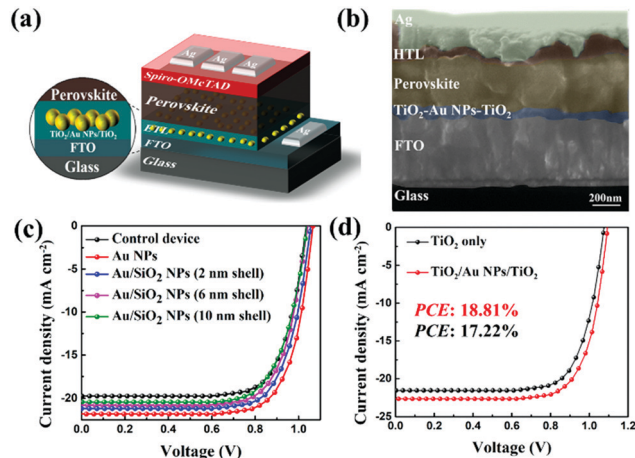 (a)
Ag
Ag
Ag
Spiro-OMeTAD
Perovskite
ETL
FTO
Glass
Ag
Perovskite
TiO2/Au NPs/TiO2
FTO
Glass
(b)
Ag
HTL
Perovskite
TiO2-Au NPs-TiO2
FTO
Glass
200nm
(c)
Control device
Au NPs
Au/SiO2 NPs (2 nm shell)
Au/SiO2 NPs (6 nm shell)
Au/SiO2 NPs (10 nm shell)
Current density (mA cm-2)
0
-5
-10
-15
-20
0.0 0.2 0.4 0.6 0.8 1.0
Voltage (V)
(d)
TiO2 only
TiO2/Au NPs/TiO2
PCE: 18.81%
PCE: 17.22%
Current density (mA cm-2)
0
-5
-10
-15
-20
-25
0.0 0.2 0.4 0.6 0.8 1.0 1.2
Voltage (V)